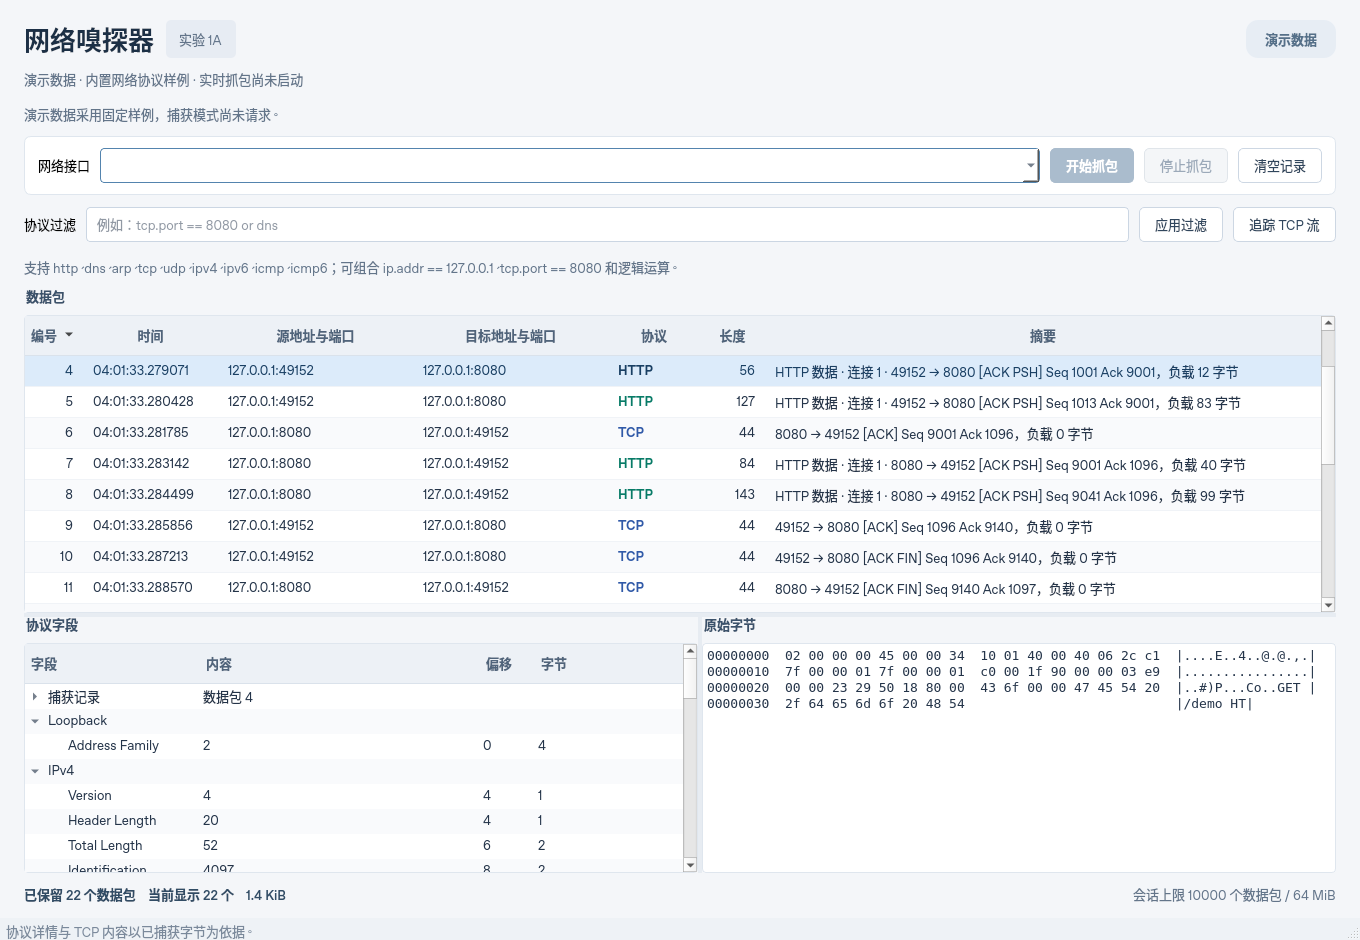 网络嗅探器 实验 1A 演示数据
演示数据 · 内置网络协议样例 · 实时抓包尚未启动
演示数据采用固定样例，捕获模式尚未请求。
网络接口 开始抓包 停止抓包 清空记录
协议过滤 例如：tcp.port == 8080 or dns 应用过滤 追踪 TCP 流
支持 http、dns、arp、tcp、udp、ipv4、ipv6、icmp、icmp6；可组合 ip.addr == 127.0.0.1、tcp.port == 8080 和逻辑运算。
数据包
编号 时间 源地址与端口 目标地址与端口 协议 长度 摘要
4 04:01:33.279071 127.0.0.1:49152 127.0.0.1:8080 HTTP 56 HTTP 数据 · 连接 1 · 49152 → 8080 [ACK PSH] Seq 1001 Ack 9001，负载 12 字节
5 04:01:33.280428 127.0.0.1:49152 127.0.0.1:8080 HTTP 127 HTTP 数据 · 连接 1 · 49152 → 8080 [ACK PSH] Seq 1013 Ack 9001，负载 83 字节
6 04:01:33.281785 127.0.0.1:8080 127.0.0.1:49152 TCP 44 8080 → 49152 [ACK] Seq 9001 Ack 1096，负载 0 字节
7 04:01:33.283142 127.0.0.1:8080 127.0.0.1:49152 HTTP 84 HTTP 数据 · 连接 1 · 8080 → 49152 [ACK PSH] Seq 9001 Ack 1096，负载 40 字节
8 04:01:33.284499 127.0.0.1:8080 127.0.0.1:49152 HTTP 143 HTTP 数据 · 连接 1 · 8080 → 49152 [ACK PSH] Seq 9041 Ack 1096，负载 99 字节
9 04:01:33.285856 127.0.0.1:49152 127.0.0.1:8080 TCP 44 49152 → 8080 [ACK] Seq 1096 Ack 9140，负载 0 字节
10 04:01:33.287213 127.0.0.1:49152 127.0.0.1:8080 TCP 44 49152 → 8080 [ACK FIN] Seq 1096 Ack 9140，负载 0 字节
11 04:01:33.288570 127.0.0.1:8080 127.0.0.1:49152 TCP 44 8080 → 49152 [ACK FIN] Seq 9140 Ack 1097，负载 0 字节
协议字段
字段 内容 偏移 字节
捕获记录 数据包 4
Loopback
Address Family 2 0 4
IPv4
Version 4 4 1
Header Length 20 4 1
Total Length 52 6 2
Identification 4097 8 2
原始字节
00000000 02 00 00 00 45 00 00 34 10 01 40 00 40 06 2c c1 |....E..4..@.@.,.|
00000010 7f 00 00 01 7f 00 00 01 c0 00 1f 90 00 00 03 e9 |................|
00000020 00 00 23 29 50 18 80 00 43 6f 00 00 47 45 54 20 |..#)P...Co..GET |
00000030 2f 64 65 6d 6f 20 48 54 |/demo HT|
已保留 22 个数据包 当前显示 22 个 1.4 KiB 会话上限 10000 个数据包 / 64 MiB
协议详情与 TCP 内容以已捕获字节为依据。